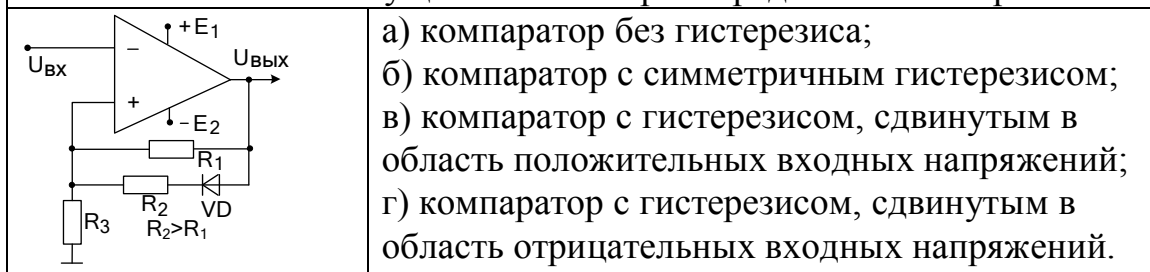 +E1
Uвх
Uвых
−
+
−E2
R1
R2
VD
R3
R2>R1
а) компаратор без гистерезиса;
б) компаратор с симметричным гистерезисом;
в) компаратор с гистерезисом, сдвинутым в
область положительных входных напряжений;
г) компаратор с гистерезисом, сдвинутым в
область отрицательных входных напряжений.